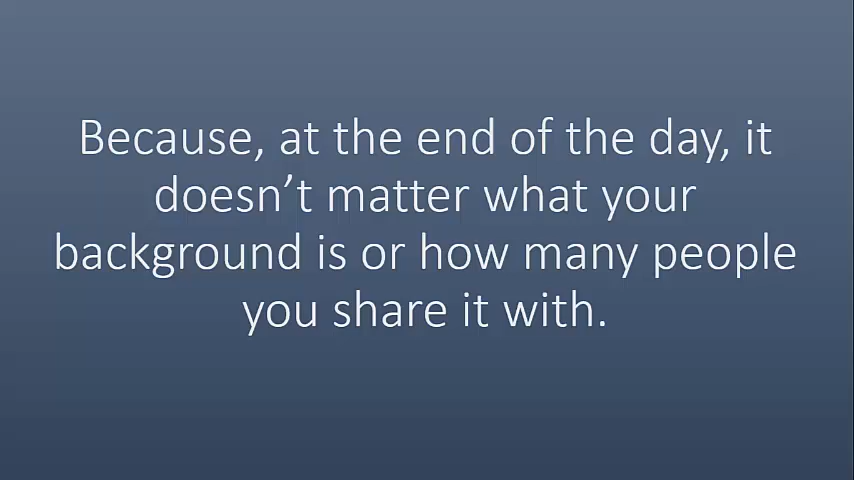 Because, at the end of the day, it
doesn’t matter what your
background is or how many people
you share it with.